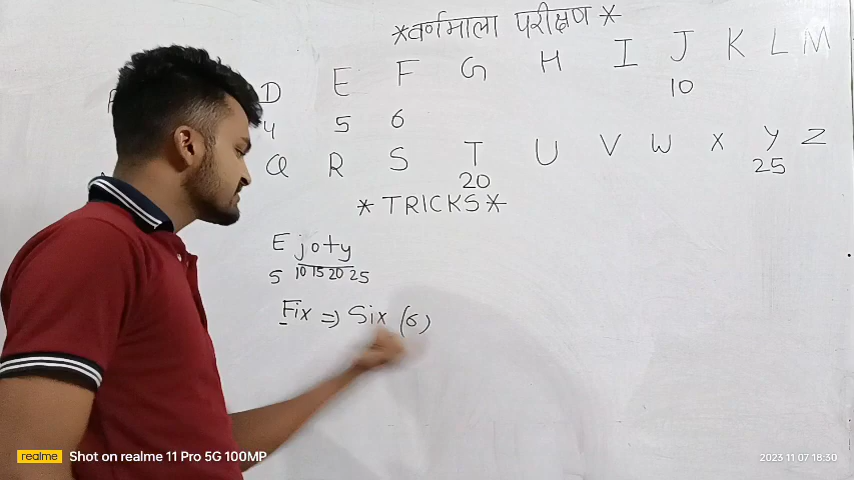 *वर्णमाला परीक्षण*
D E F G H I J K L M
4 5 6 10
Q R S T U V W X Y Z
20 25
*TRICKS*
E joty
5 10 15 20 25
Fix => Six (6)
realme Shot on realme 11 Pro 5G 100MP
2023 11 07 18:30